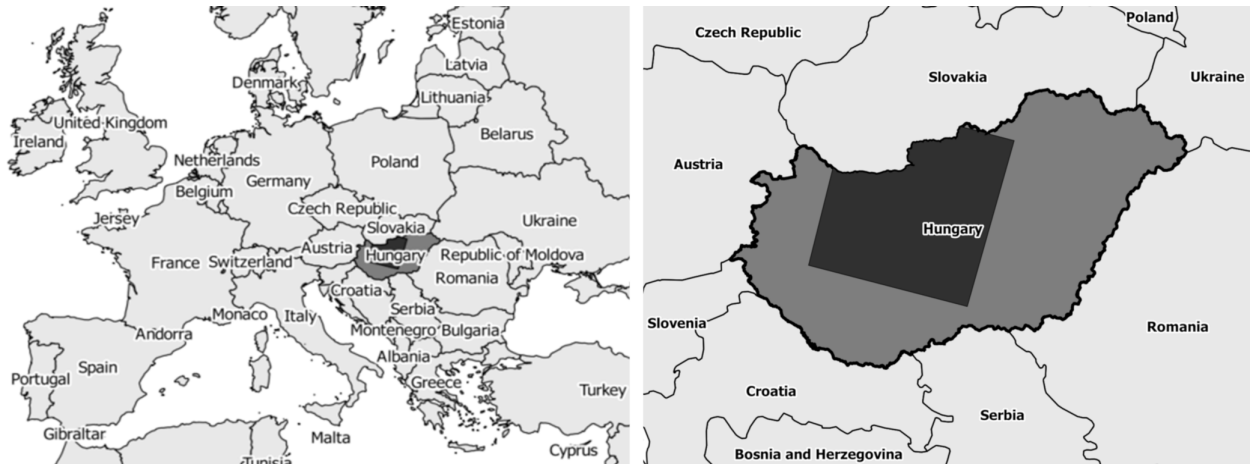 Estonia
Latvia
Denmark
Lithuania
United Kingdom
Ireland
Belarus
Netherlands
Poland
Germany
Belgium
Czech Republic
Jersey
Ukraine
Slovakia
Austria
Hungary
Republic of Moldova
France
Switzerland
Romania
Croatia
Serbia
Monaco
Italy
Andorra
Montenegro
Bulgaria
Albania
Spain
Portugal
Greece
Turkey
Gibraltar
Malta
Cyprus
Tunisia
Poland
Czech Republic
Slovakia
Ukraine
Austria
Hungary
Slovenia
Romania
Croatia
Serbia
Bosnia and Herzegovina